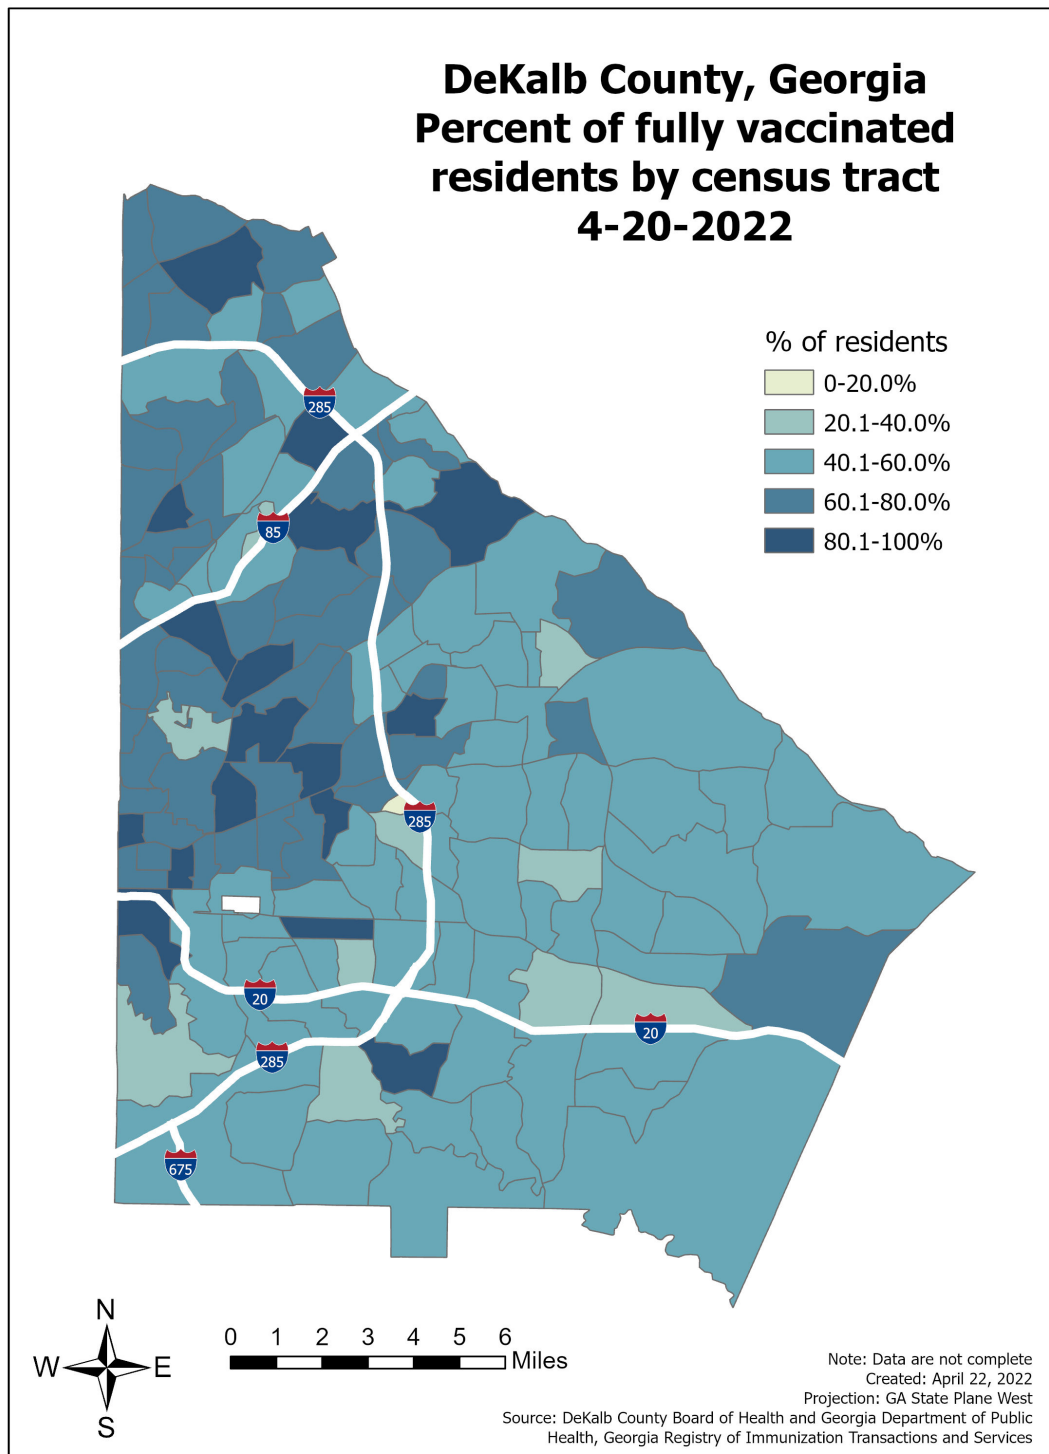 DeKalb County, Georgia
Percent of fully vaccinated
residents by census tract
4-20-2022
% of residents
0-20.0%
20.1-40.0%
40.1-60.0%
60.1-80.0%
80.1-100%
285
85
285
20
20
285
675
N
W E
S
0 1 2 3 4 5 6
Miles
Note: Data are not complete
Created: April 22, 2022
Projection: GA State Plane West
Source: DeKalb County Board of Health and Georgia Department of Public
Health, Georgia Registry of Immunization Transactions and Services